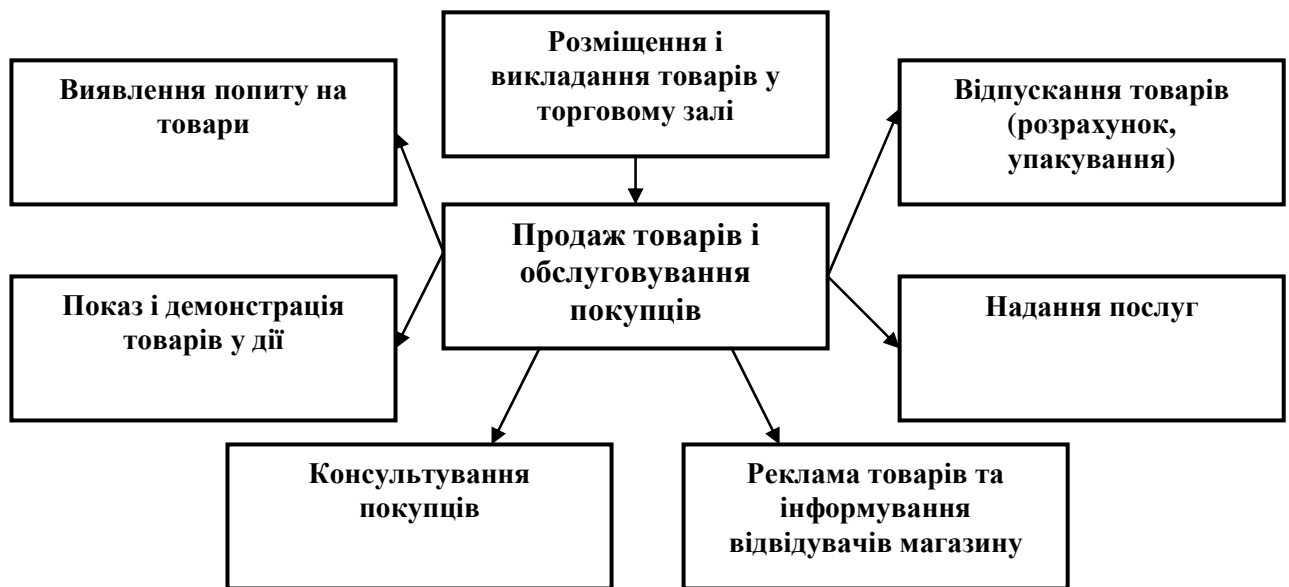 Розміщення і
викладання товарів у
торговому залі
Виявлення попиту на
товари
Відпускання товарів
(розрахунок,
упакування)
Продаж товарів і
обслуговування
покупців
Показ і демонстрація
товарів у дії
Надання послуг
Консультування
покупців
Реклама товарів та
інформування
відвідувачів магазину